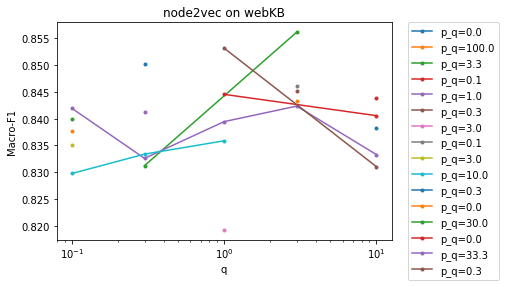 node2vec on webKB
Macro-F1
0.855
0.850
0.845
0.840
0.835
0.830
0.825
0.820
10⁻¹
10⁰
10¹
q
p_q=0.0
p_q=100.0
p_q=3.3
p_q=0.1
p_q=1.0
p_q=0.3
p_q=3.0
p_q=0.1
p_q=3.0
p_q=10.0
p_q=0.3
p_q=0.0
p_q=30.0
p_q=0.0
p_q=33.3
p_q=0.3